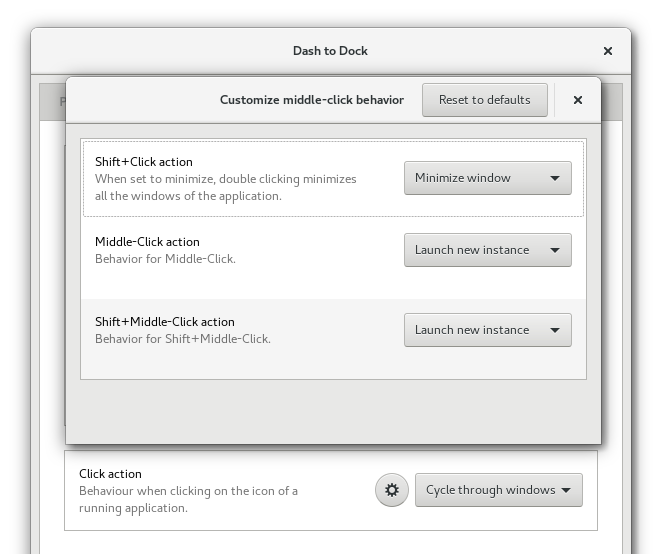 Dash to Dock
Customize middle-click behavior
Reset to defaults
Shift+Click action
When set to minimize, double clicking minimizes
all the windows of the application.
Minimize window
Middle-Click action
Behavior for Middle-Click.
Launch new instance
Shift+Middle-Click action
Behavior for Shift+Middle-Click.
Launch new instance
Click action
Behaviour when clicking on the icon of a
running application.
Cycle through windows